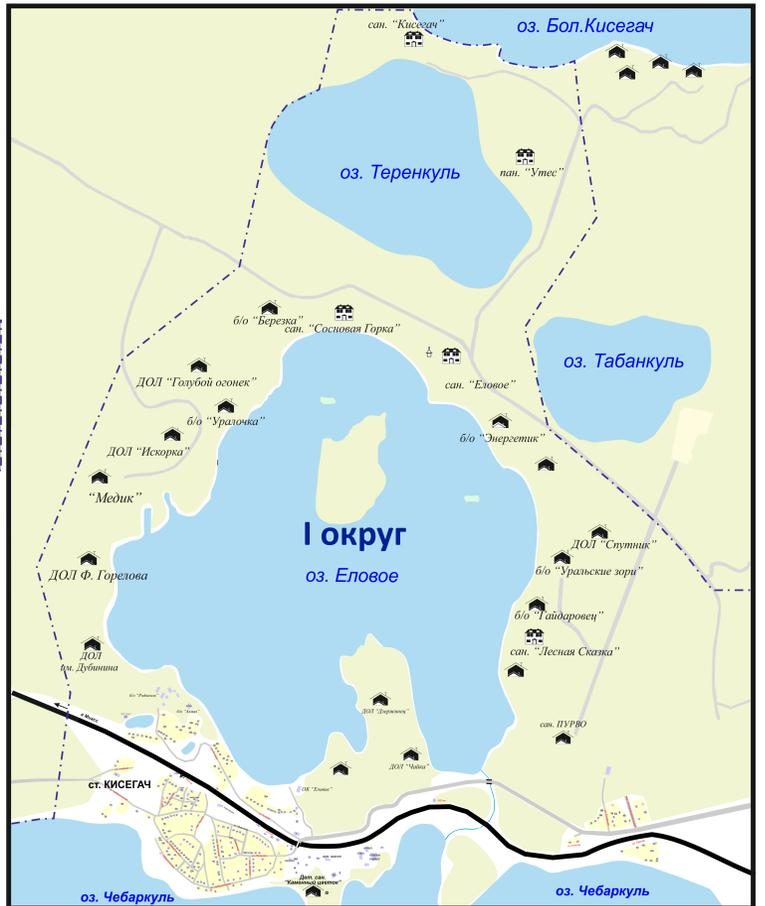 сан. "Кисегач"
оз. Бол.Кисегач
оз. Теренкуль
пан. "Утес"
б/о "Березка"
сан. "Сосновая Горка"
оз. Табанкуль
ДОЛ "Голубой огонек"
сан. "Еловое"
б/о "Уралочка"
б/о "Энергетик"
ДОЛ "Искорка"
"Медик"
I округ
ДОЛ "Спутник"
оз. Еловое
б/о "Уральские зори"
ДОЛ Ф. Горелова
б/о "Гайдаровец"
сан. "Лесная Сказка"
ДОЛ
им. Дубинина
ДОЛ "Дзержинец"
сан. ПУРВО
ДОЛ "Чайка"
ст. КИСЕГАЧ
ОК "Еловое"
Дет. сан.
"Каменный цветок"
оз. Чебаркуль
оз. Чебаркуль